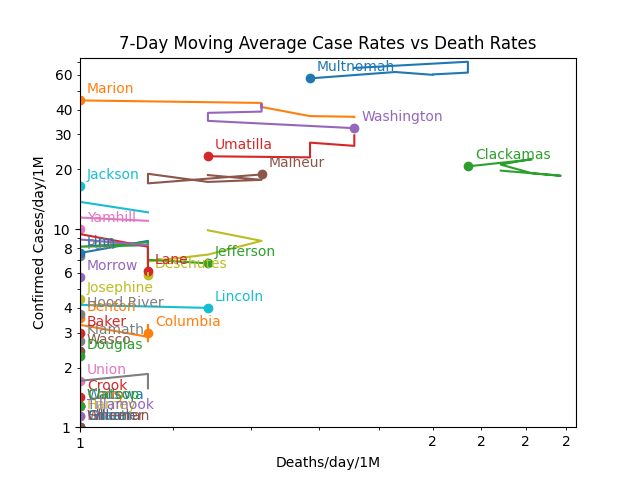 7-Day Moving Average Case Rates vs Death Rates
60
Multnomah
Marion
40
Washington
30
Umatilla
Clackamas
Malheur
20
Jackson
Yamhill
10
8
Jefferson
Lane
Deschutes
Morrow
6
Josephine
Lincoln
4
Hood River
Benton
Columbia
Baker
3
Klamath
Wasco
Douglas
2
Union
Crook
Clatsop
Tillamook
1
1
2
2
2
2
Confirmed Cases/day/1M
Deaths/day/1M